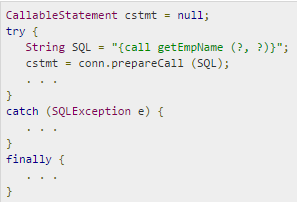 CallableStatement cstmt = null;
try {
   String SQL = "{call getEmpName (?, ?)}";
   cstmt = conn.prepareCall (SQL);
   . . .
}
catch (SQLException e) {
   . . .
}
finally {
   . . .
}